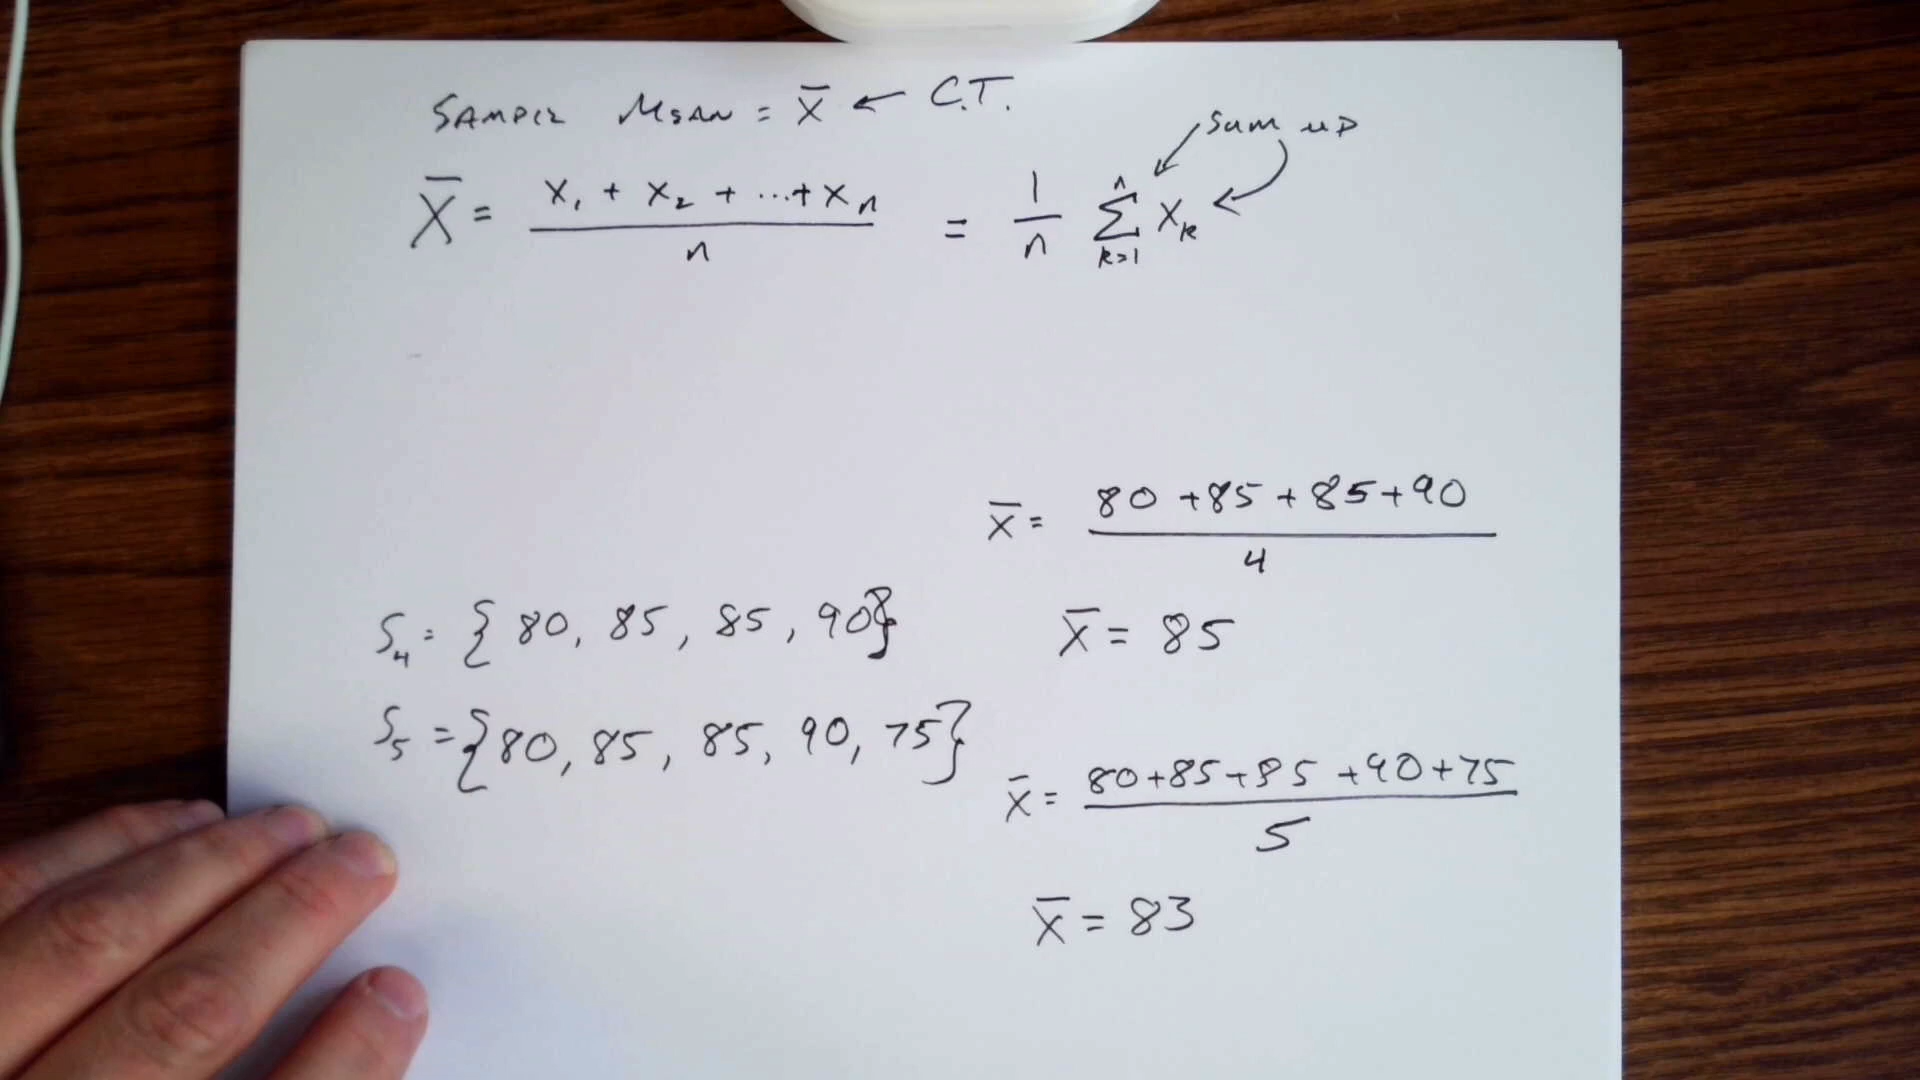 SAMPLE MEAN = x̄ ← C.T.
sum up
X̄ = (x₁ + x₂ + ... + xₙ) / n = 1/n ∑ₖ₌₁ⁿ xₖ
x̄ = (80 + 85 + 85 + 90) / 4
S₄ = {80, 85, 85, 90}
x̄ = 85
S₅ = {80, 85, 85, 90, 75}
x̄ = (80 + 85 + 85 + 90 + 75) / 5
x̄ = 83